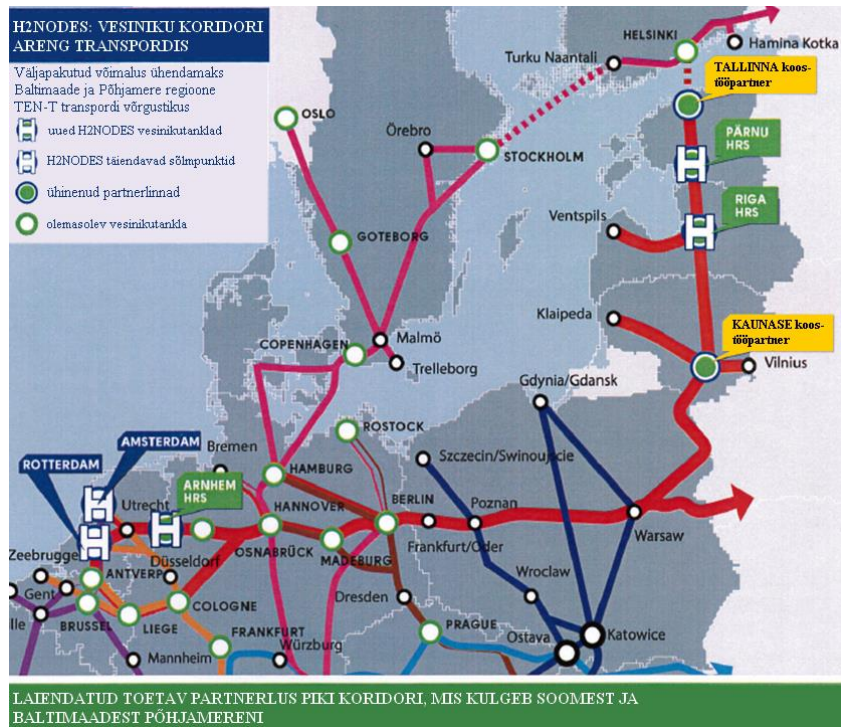 H2NODES: VESINIKU KORIDORI
ARENG TRANSPORDIS
Väljapakutud võimalus ühendamaks
Baltimaade ja Põhjamere regioone
TEN-T transpordi võrgustikus
uued H2NODES vesinikutanklad
H2NODES täiendavad sõlmpunktid
ühinenud partnerlinnad
olemasolev vesinikutankla
HELSINKI
Hamina Kotka
Turku Naantali
TALLINNA koos-
tööpartner
OSLO
Örebro
STOCKHOLM
PÄRNU
HRS
RIGA
HRS
Ventspils
GOTEBORG
Klaipeda
KAUNASE koos-
tööpartner
Vilnius
COPENHAGEN
Malmö
Trelleborg
Gdynia/Gdansk
ROSTOCK
Bremen
AMSTERDAM
ROTTERDAM
HAMBURG
Szczecin/Swinoujscie
ARNHEM
HRS
Utrecht
HANNOVER
BERLIN
Poznan
Warsaw
OSNABRÜCK
MADEBURG
Frankfurt/Oder
Zeebrugge
Düsseldorf
ANTVERP
Gent
lle
BRUSSEL
LIEGE
COLOGNE
Dresden
Wroclaw
FRANKFURT
PRAGUE
Ostava
Katowice
Mannheim
Würzburg
LAIENDATUD TOETAV PARTNERLUS PIKI KORIDORI, MIS KULGEB SOOMEST JA
BALTIMAADEST PÕHJAMERENI